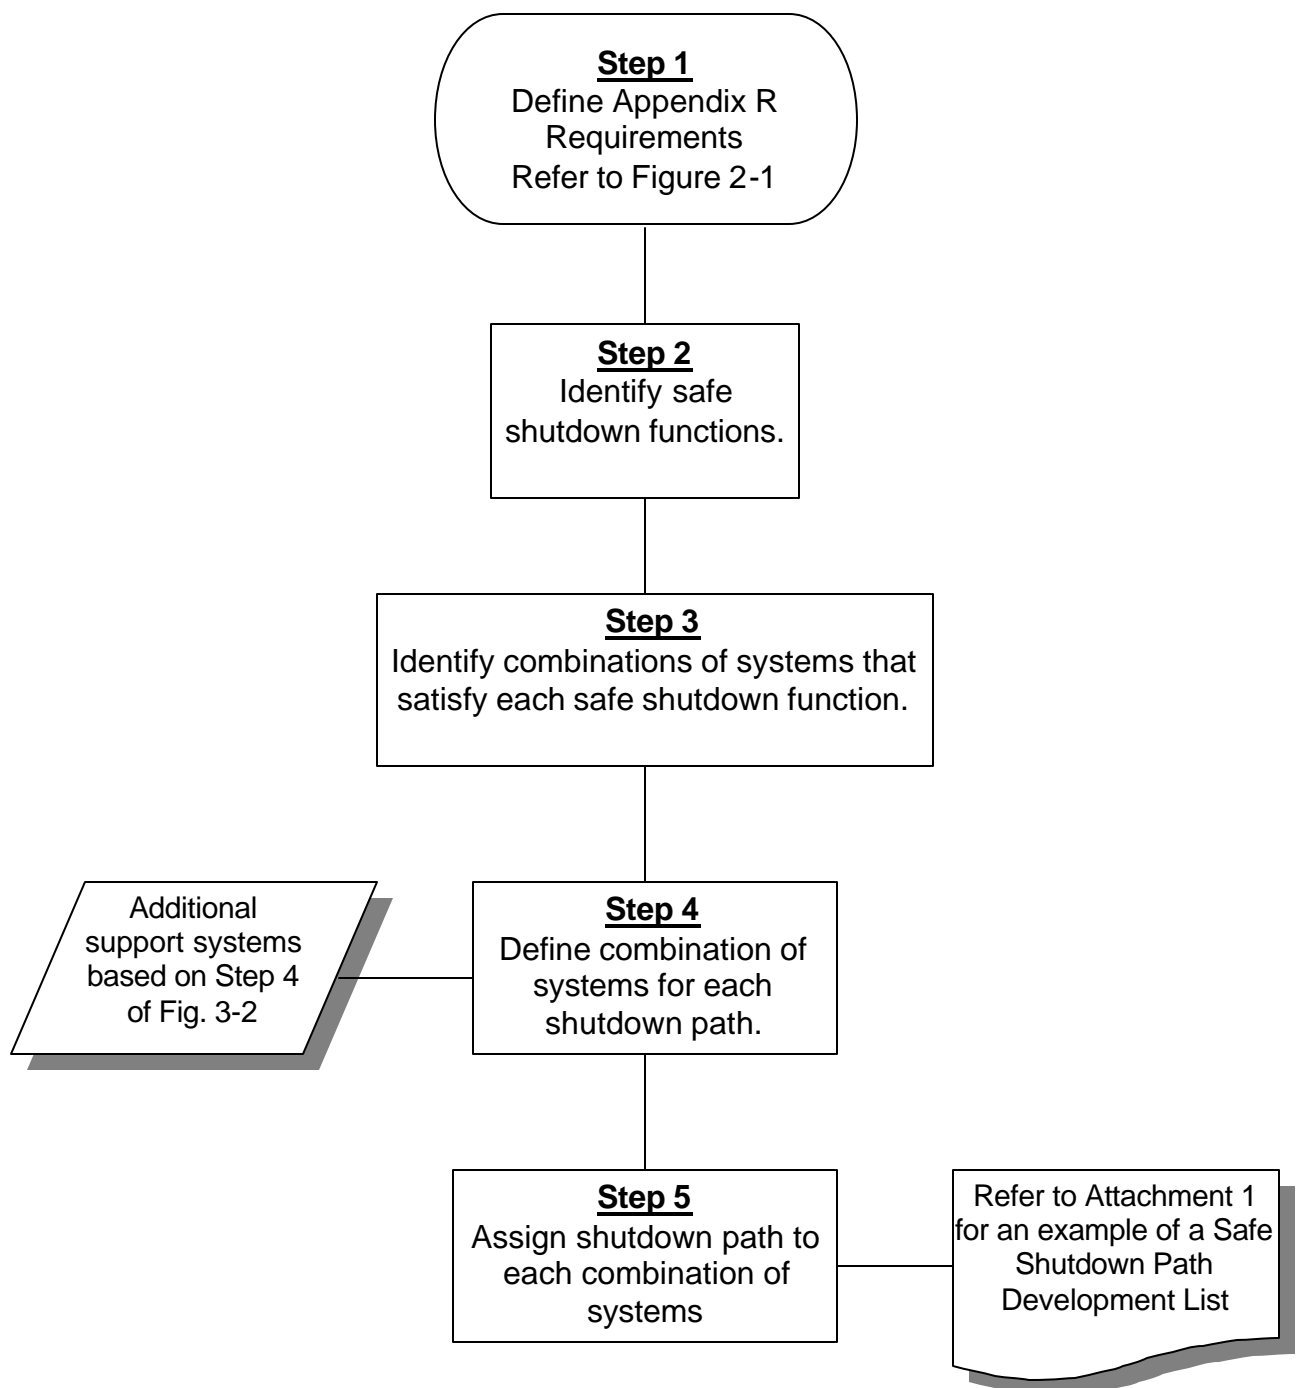 Step 1
Define Appendix R
Requirements
Refer to Figure 2-1
Step 2
Identify safe
shutdown functions.
Step 3
Identify combinations of systems that
satisfy each safe shutdown function.
Additional
support systems
based on Step 4
of Fig. 3-2
Step 4
Define combination of
systems for each
shutdown path.
Step 5
Assign shutdown path to
each combination of
systems
Refer to Attachment 1
for an example of a Safe
Shutdown Path
Development List